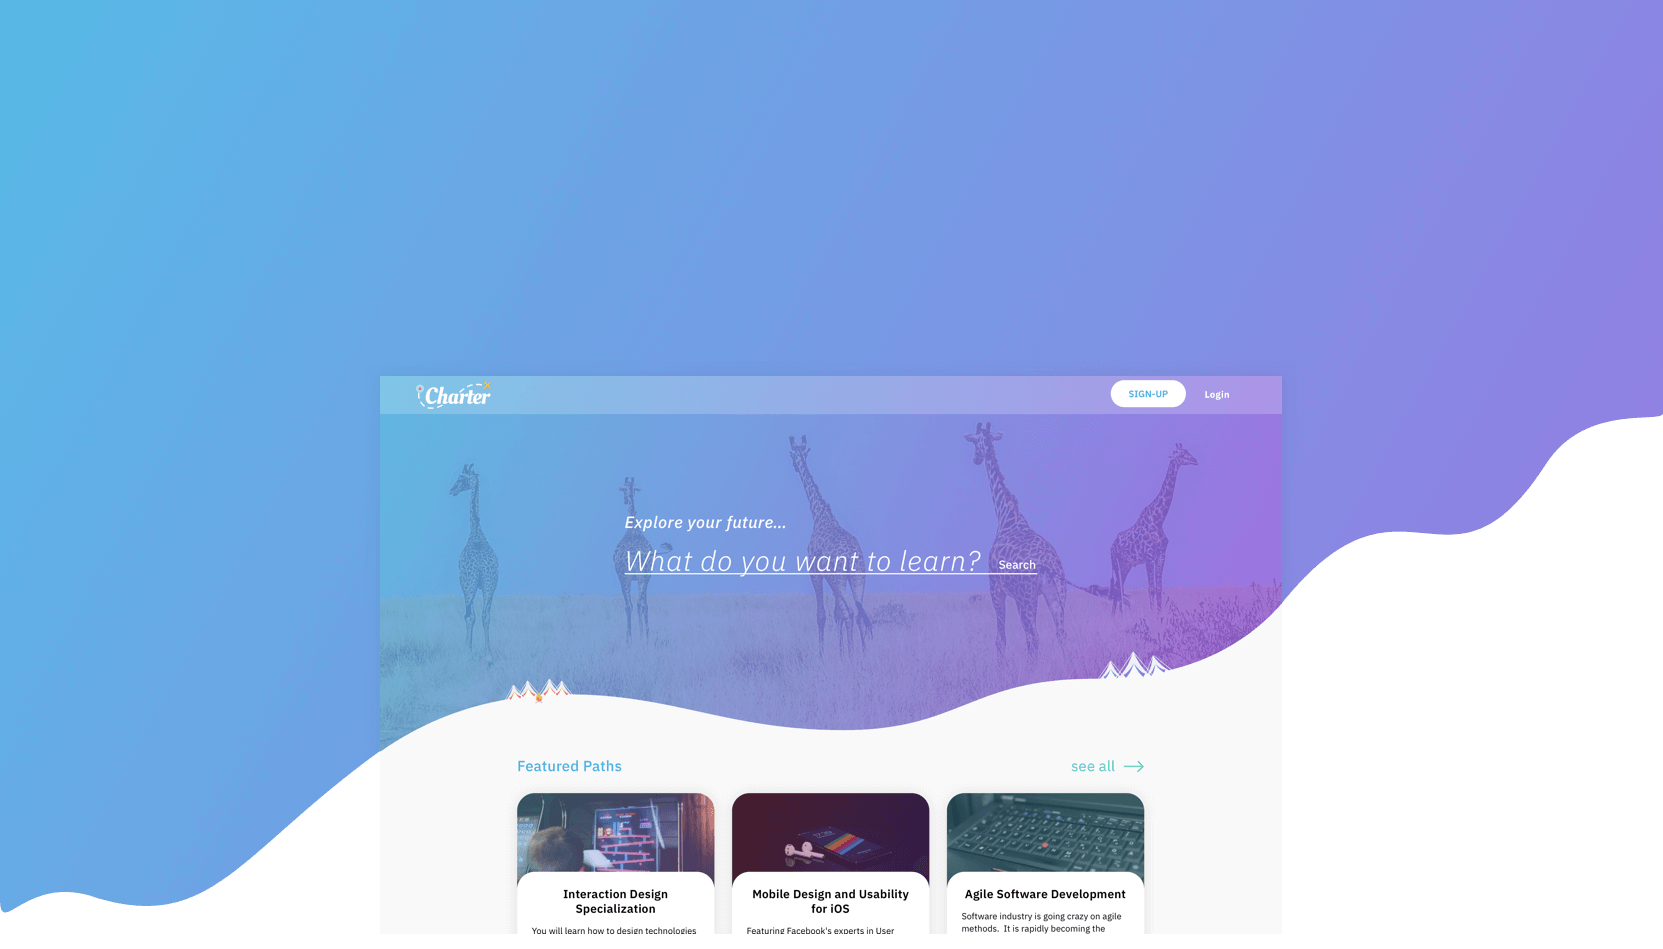 Charter
SIGN-UP
Login
Explore your future...
What do you want to learn?
Search
Featured Paths
see all
Interaction Design
Specialization
You will learn how to design technologies
Mobile Design and Usability
for iOS
Featuring Facebook's experts in User
Agile Software Development
Software industry is going crazy on agile
methods. It is rapidly becoming the